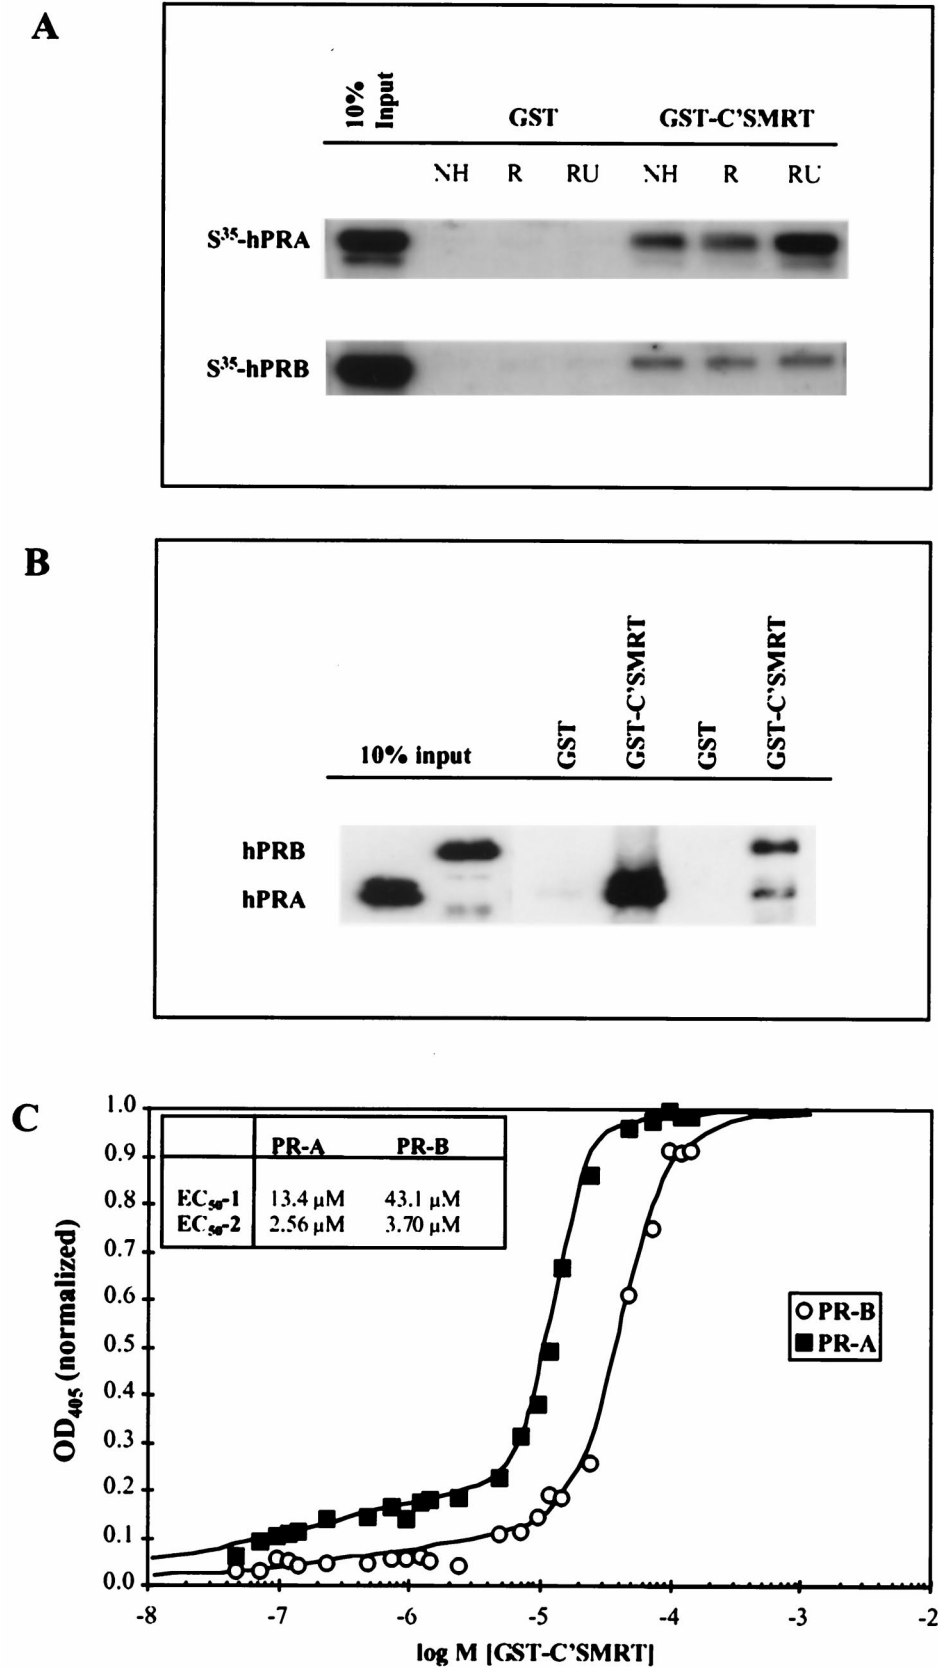 A
10%
Input
GST
GST-C'SMRT
NH R RU NH R RU
S³⁵-hPRA
S³⁵-hPRB
B
10% input
GST
GST-C'SMRT
GST
GST-C'SMRT
hPRB
hPRA
C
PR-A PR-B
EC₅₀-1 13.4 µM 43.1 µM
EC₅₀-2 2.56 µM 3.70 µM
1.0
0.9
0.8
0.7
0.6
0.5
0.4
0.3
0.2
0.1
0.0
OD₄₀₅ (normalized)
PR-B
PR-A
-8 -7 -6 -5 -4 -3 -2
log M [GST-C'SMRT]